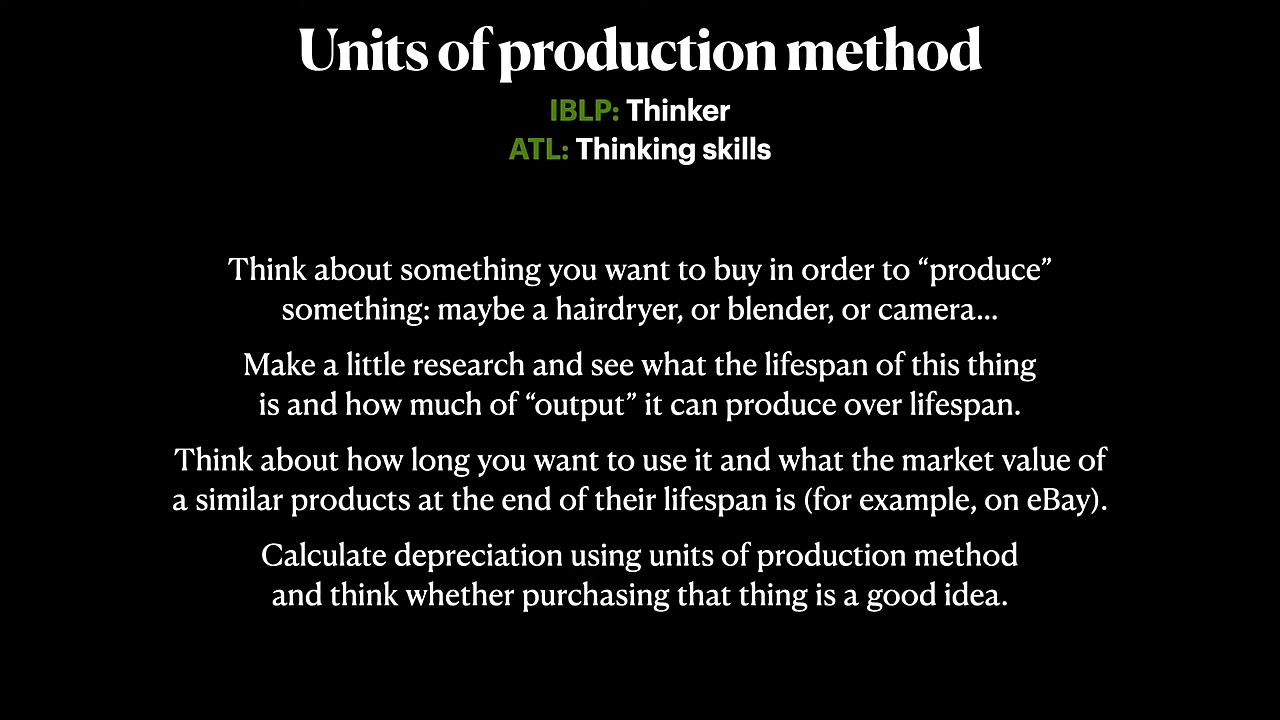 Units of production method
IBLP: Thinker
ATL: Thinking skills
Think about something you want to buy in order to “produce”
something: maybe a hairdryer, or blender, or camera...
Make a little research and see what the lifespan of this thing
is and how much of “output” it can produce over lifespan.
Think about how long you want to use it and what the market value of
a similar products at the end of their lifespan is (for example, on eBay).
Calculate depreciation using units of production method
and think whether purchasing that thing is a good idea.